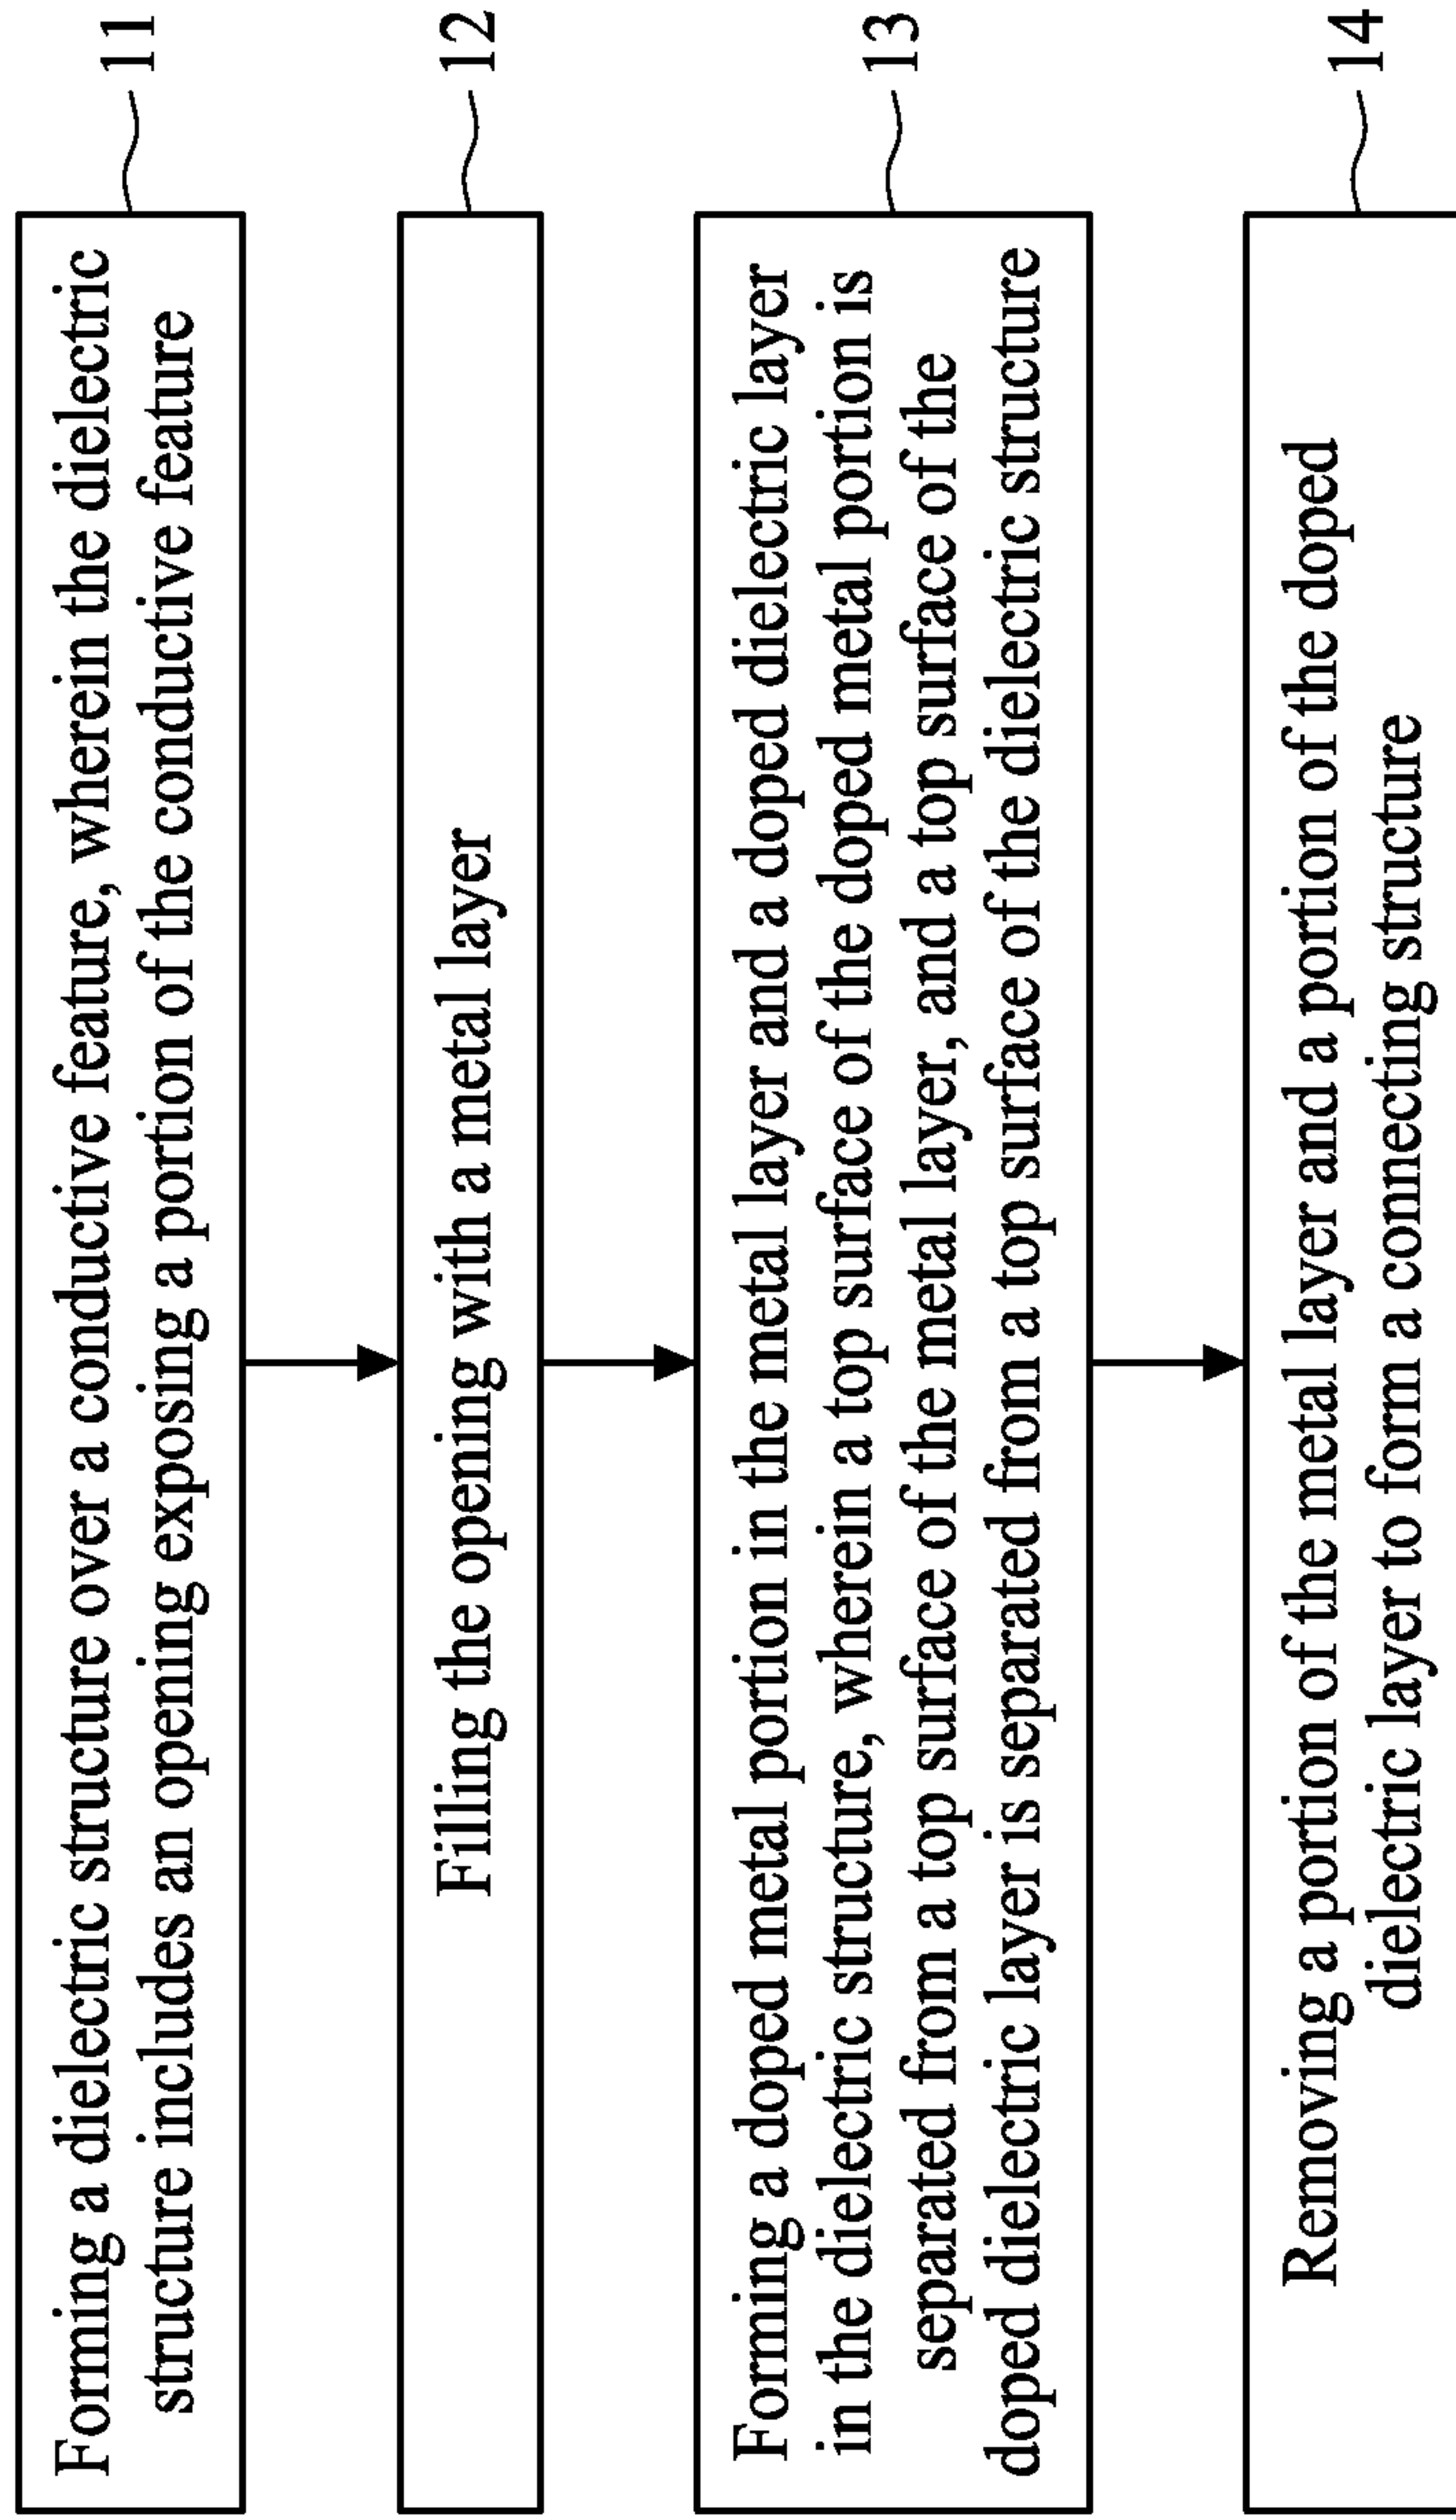 Forming a dielectric structure over a conductive feature, wherein the dielectric
structure includes an opening exposing a portion of the conductive feature
11
Filling the opening with a metal layer
12
Forming a doped metal portion in the metal layer and a doped dielectric layer
in the dielectric structure, wherein a top surface of the doped metal portion is
separated from a top surface of the metal layer, and a top surface of the
doped dielectric layer is separated from a top surface of the dielectric structure
13
Removing a portion of the metal layer and a portion of the doped
dielectric layer to form a connecting structure
14